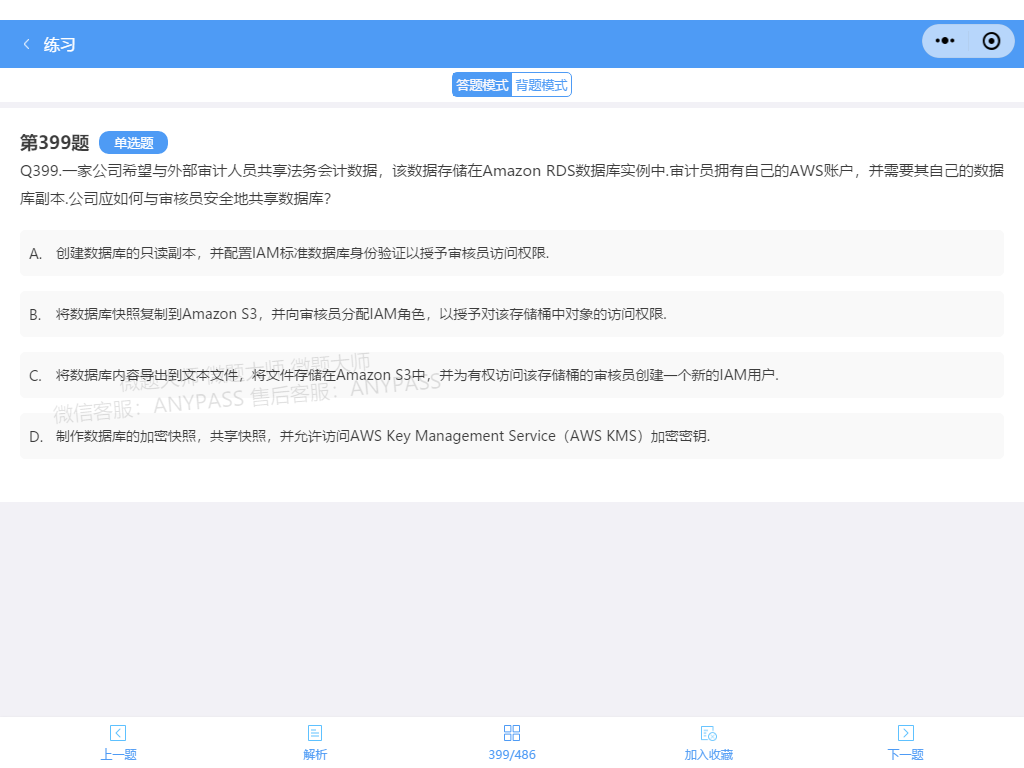 练习
答题模式 背题模式
第399题 单选题
Q399.一家公司希望与外部审计人员共享法务会计数据，该数据存储在Amazon RDS数据库实例中.审计员拥有自己的AWS账户，并需要其自己的数据
库副本.公司应如何与审核员安全地共享数据库？
A. 创建数据库的只读副本，并配置IAM标准数据库身份验证以授予审核员访问权限.
B. 将数据库快照复制到Amazon S3，并向审核员分配IAM角色，以授予对该存储桶中对象的访问权限.
微题大师 微题大师 微题大师
C. 将数据库内容导出到文本文件，将文件存储在Amazon S3中，并为有权访问该存储桶的审核员创建一个新的IAM用户.
微信客服：ANYPASS 售后客服：ANYPASS
D. 制作数据库的加密快照，共享快照，并允许访问AWS Key Management Service（AWS KMS）加密密钥.
上一题 解析 399/486 加入收藏 下一题